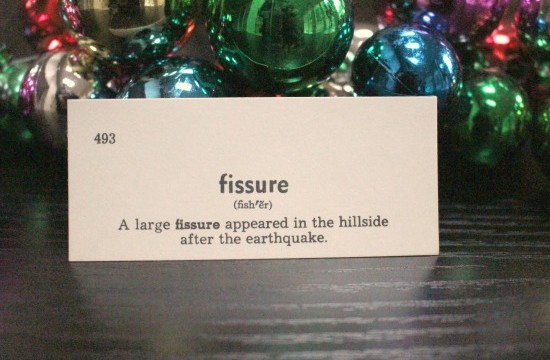 493
fissure
(fish′ẽr)
A large fissure appeared in the hillside
after the earthquake.